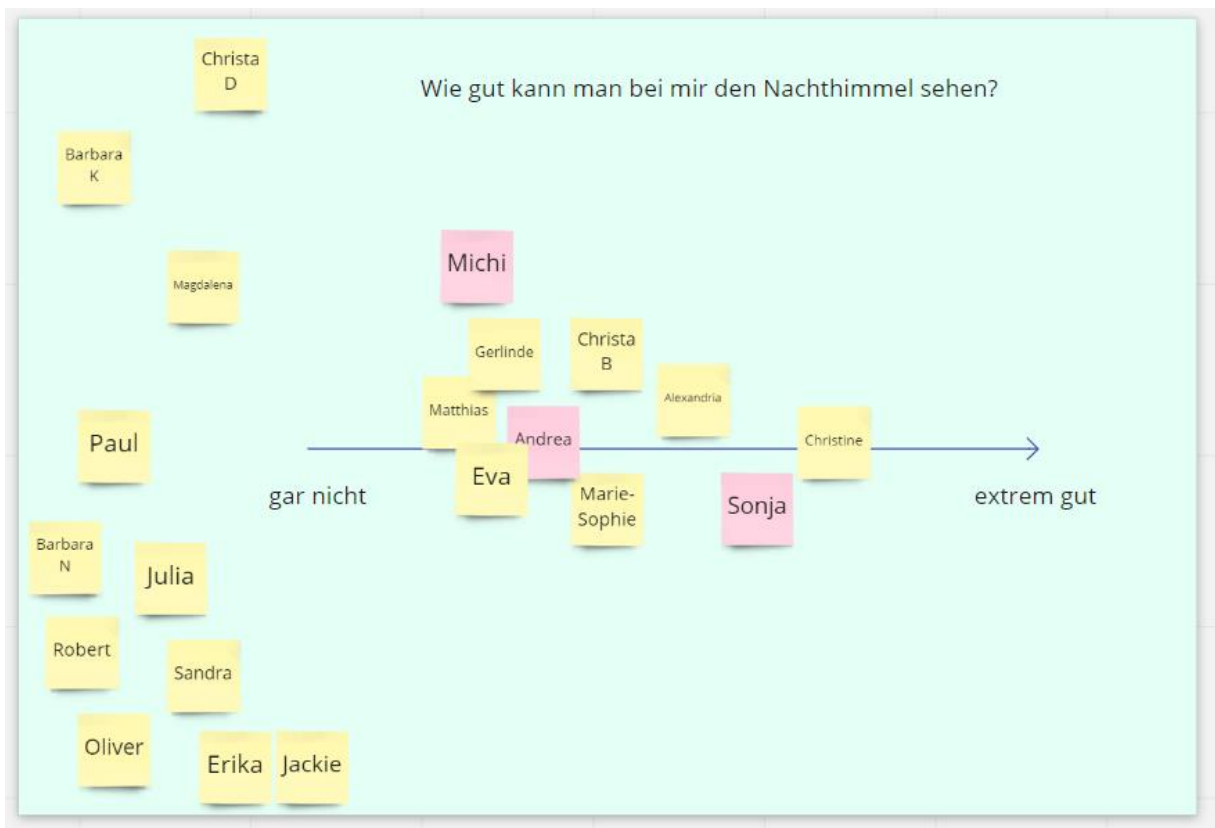 Christa
D
Wie gut kann man bei mir den Nachthimmel sehen?
Barbara
K
Michi
Magdalena
Gerlinde
Christa
B
Alexandria
Matthias
Paul
Andrea
Christine
Eva
gar nicht
Marie-
Sophie
Sonja
extrem gut
Barbara
N
Julia
Robert
Sandra
Oliver
Erika
Jackie